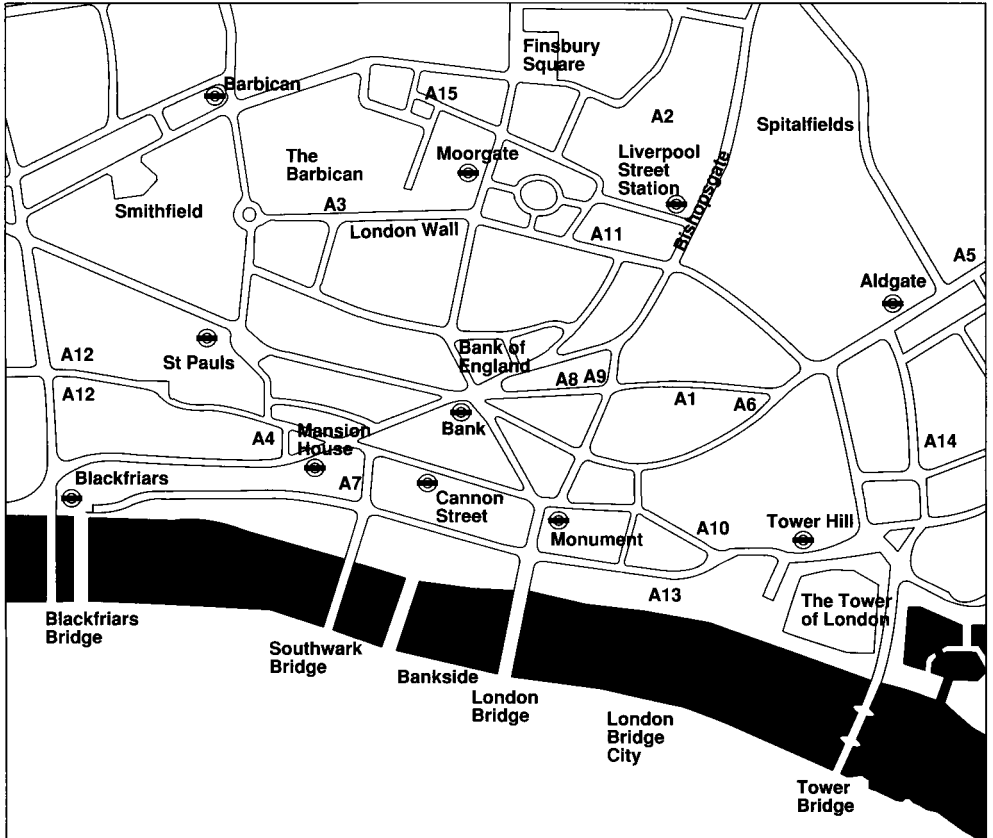 Finsbury
Square
Barbican
A15
A2
Spitalfields
The
Barbican
Moorgate
Liverpool
Street
Station
Bishopsgate
Smithfield
A3
London Wall
A11
A5
Aldgate
St Pauls
A12
A12
Bank of
England
A8
A9
A1
A6
A4
Mansion
House
Bank
A14
Blackfriars
A7
Cannon
Street
Monument
A10
Tower Hill
A13
The Tower
of London
Blackfriars
Bridge
Southwark
Bridge
Bankside
London
Bridge
London
Bridge
City
Tower
Bridge